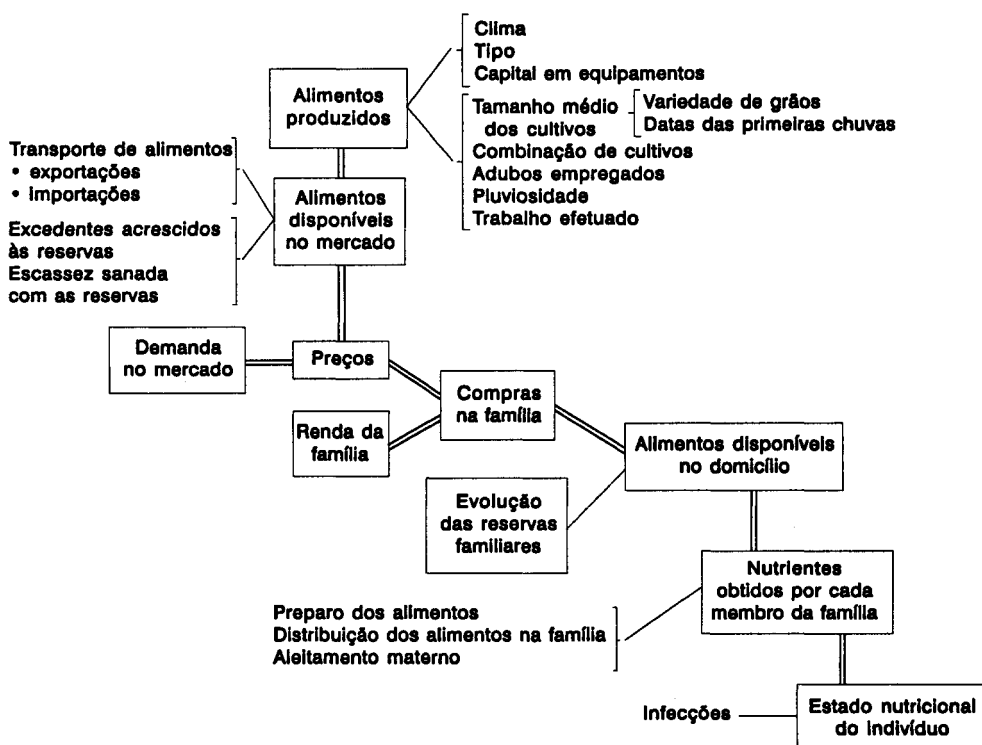 Clima
Tipo
Capital em equipamentos
Alimentos
produzidos
Tamanho médio
dos cultivos
Variedade de grãos
Datas das primeiras chuvas
Combinação de cultivos
Adubos empregados
Pluviosidade
Trabalho efetuado
Transporte de alimentos
• exportações
• importações
Alimentos
disponíveis
no mercado
Excedentes acrescidos
às reservas
Escassez sanada
com as reservas
Demanda
no mercado
Preços
Compras
na família
Renda da
família
Alimentos disponíveis
no domicílio
Evolução
das reservas
familiares
Nutrientes
obtidos por cada
membro da família
Preparo dos alimentos
Distribuição dos alimentos na família
Aleitamento materno
Infecções
Estado nutricional
do indivíduo